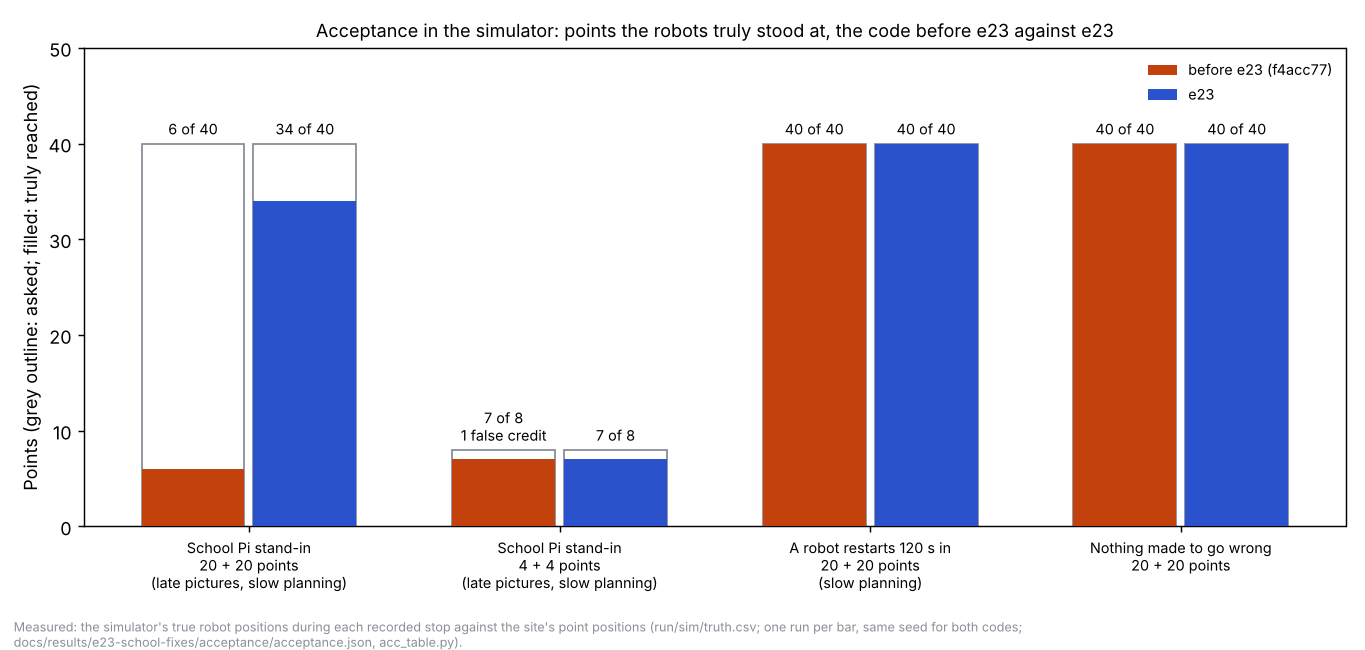 Acceptance in the simulator: points the robots truly stood at, the code before e23 against e23
before e23 (f4acc77)
e23
Points (grey outline: asked; filled: truly reached)
50
40
30
20
10
0
6 of 40
34 of 40
7 of 8
1 false credit
7 of 8
40 of 40
40 of 40
40 of 40
40 of 40
School Pi stand-in
20 + 20 points
(late pictures, slow planning)
School Pi stand-in
4 + 4 points
(late pictures, slow planning)
A robot restarts 120 s in
20 + 20 points
(slow planning)
Nothing made to go wrong
20 + 20 points
Measured: the simulator's true robot positions during each recorded stop against the site's point positions (run/sim/truth.csv; one run per bar, same seed for both codes;
docs/results/e23-school-fixes/acceptance/acceptance.json, acc_table.py).